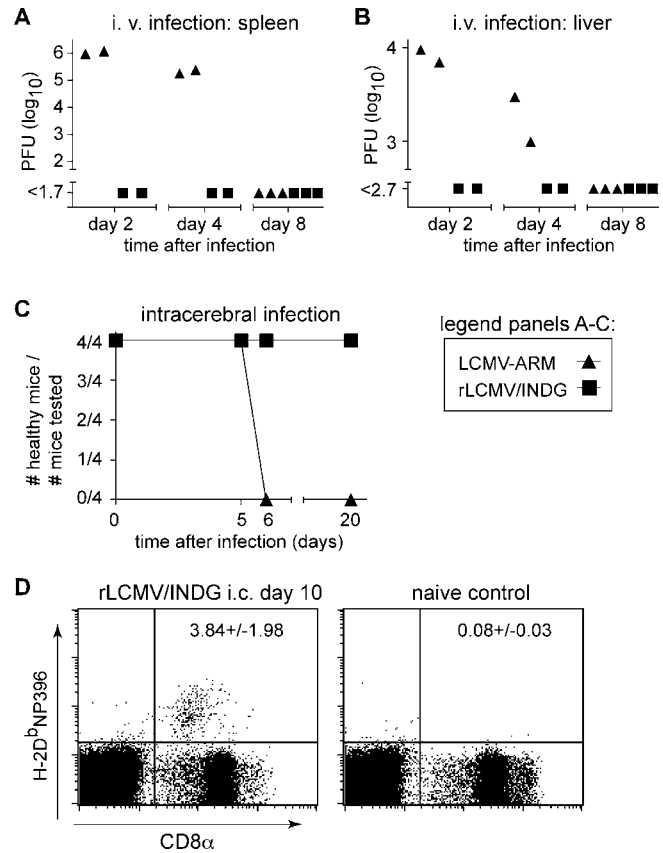 A
i. v. infection: spleen
PFU (log10)
6
5
4
3
2
<1.7
day 2
day 4
day 8
time after infection
B
i.v. infection: liver
PFU (log10)
4
3
<2.7
day 2
day 4
day 8
time after infection
C
intracerebral infection
# healthy mice /
# mice tested
4/4
3/4
2/4
1/4
0/4
0
5
6
20
time after infection (days)
legend panels A-C:
LCMV-ARM
rLCMV/INDG
D
rLCMV/INDG i.c. day 10
naive control
3.84+/-1.98
0.08+/-0.03
H-2DbNP396
CD8α